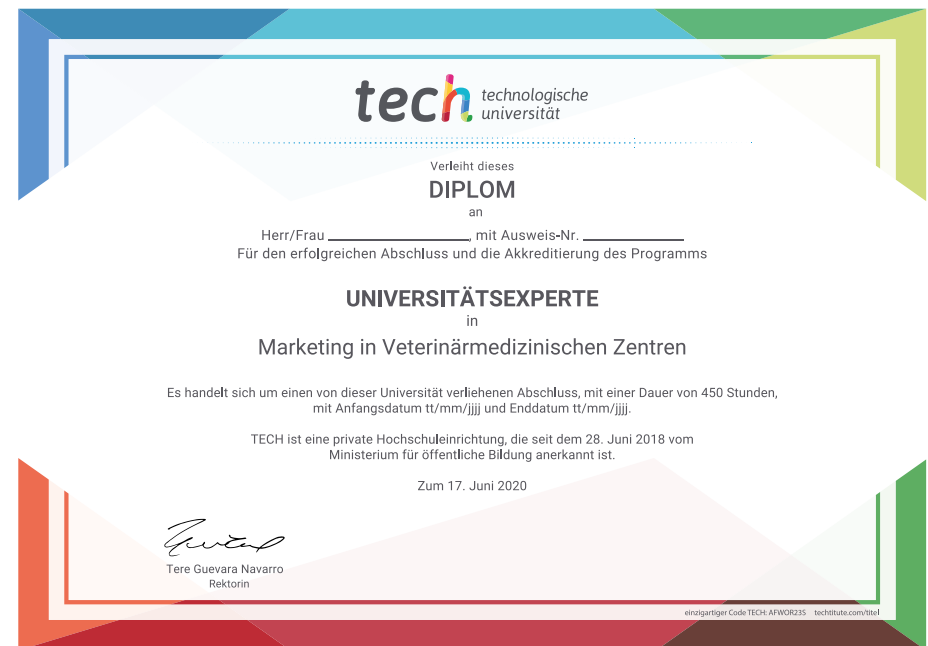 tech technologische
universität
Verleiht dieses
DIPLOM
an
Herr/Frau ____________, mit Ausweis-Nr. ____________
Für den erfolgreichen Abschluss und die Akkreditierung des Programms
UNIVERSITÄTSEXPERTE
in
Marketing in Veterinärmedizinischen Zentren
Es handelt sich um einen von dieser Universität verliehenen Abschluss, mit einer Dauer von 450 Stunden,
mit Anfangsdatum tt/mm/jjjj und Enddatum tt/mm/jjjj.
TECH ist eine private Hochschuleinrichtung, die seit dem 28. Juni 2018 vom
Ministerium für öffentliche Bildung anerkannt ist.
Zum 17. Juni 2020
Tere Guevara Navarro
Rektorin
einzigartiger Code TECH: AFWOR23S techtitute.com/titel